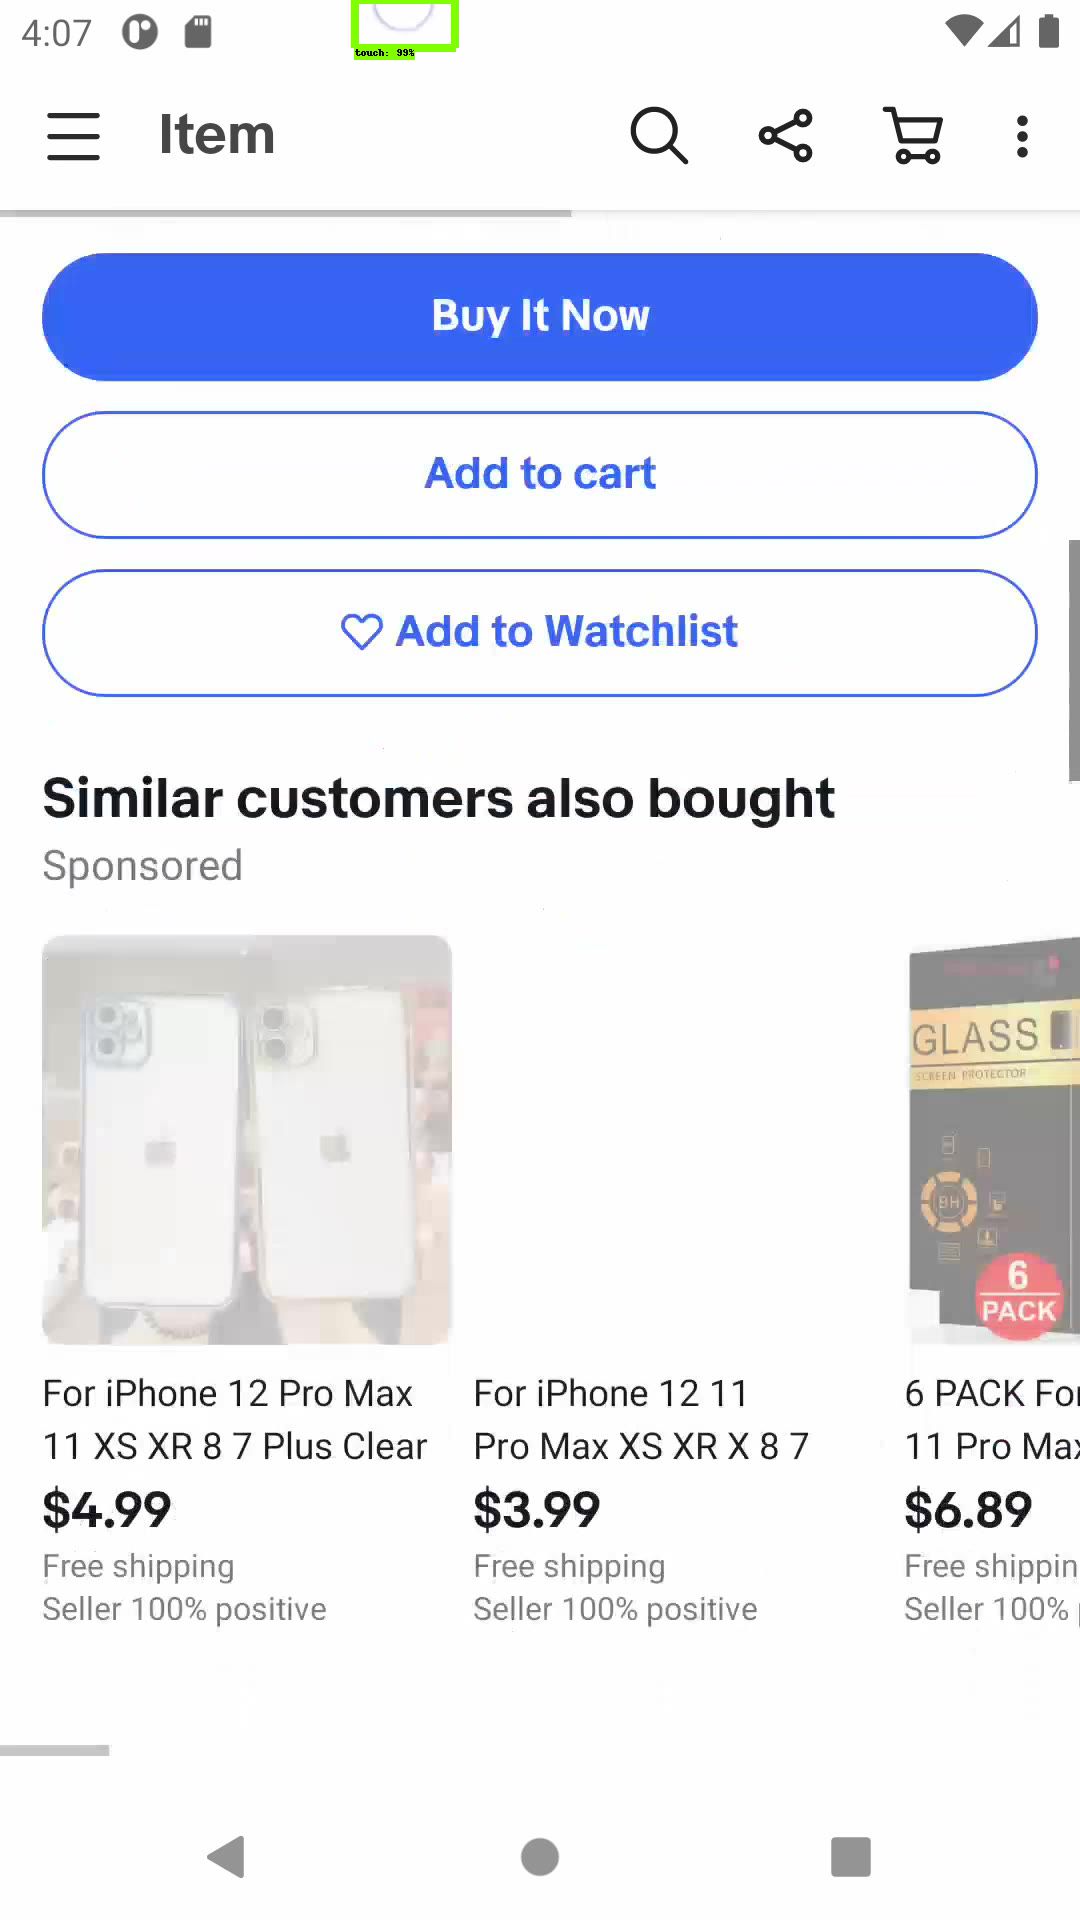 4:07
touch: 99%
Item
Buy It Now
Add to cart
Add to Watchlist
Similar customers also bought
Sponsored
GLASS
SCREEN PROTECTOR
BH
6
PACK
For iPhone 12 Pro Max
11 XS XR 8 7 Plus Clear
$4.99
Free shipping
Seller 100% positive
For iPhone 12 11
Pro Max XS XR X 8 7
$3.99
Free shipping
Seller 100% positive
6 PACK For
11 Pro Max
$6.89
Free shippin
Seller 100%